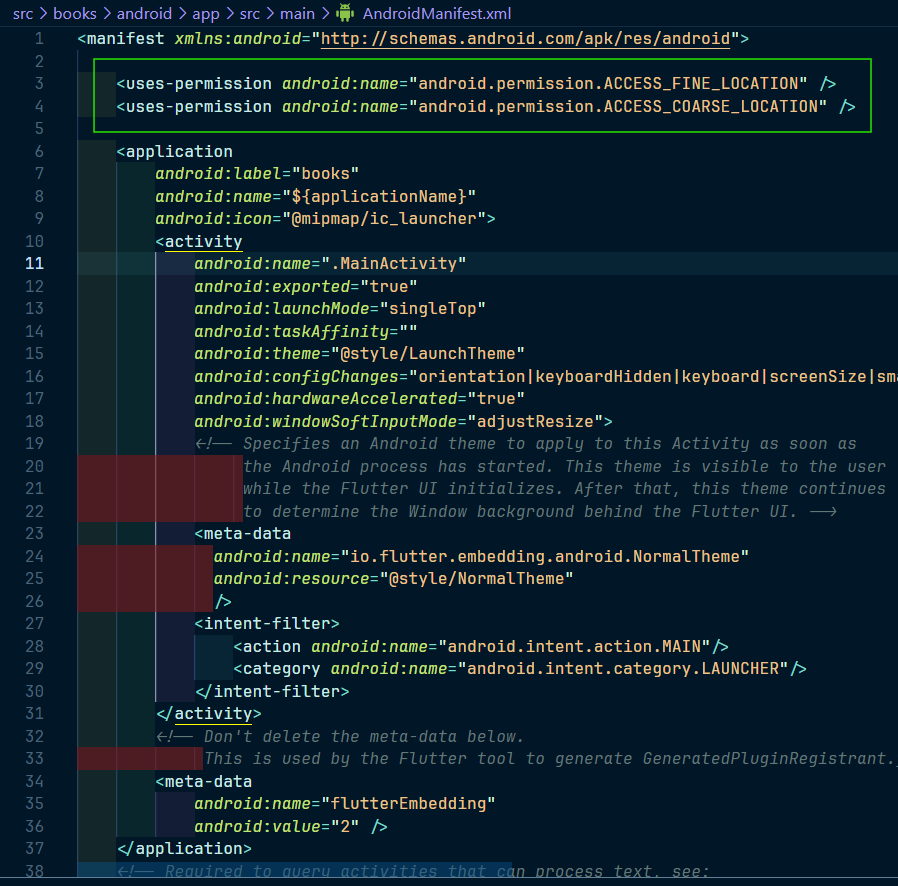 src > books > android > app > src > main > AndroidManifest.xml
1 <manifest xmlns:android="http://schemas.android.com/apk/res/android">
2
3 <uses-permission android:name="android.permission.ACCESS_FINE_LOCATION" />
4 <uses-permission android:name="android.permission.ACCESS_COARSE_LOCATION" />
5
6 <application
7 android:label="books"
8 android:name="${applicationName}"
9 android:icon="@mipmap/ic_launcher">
10 <activity
11 android:name=".MainActivity"
12 android:exported="true"
13 android:launchMode="singleTop"
14 android:taskAffinity=""
15 android:theme="@style/LaunchTheme"
16 android:configChanges="orientation|keyboardHidden|keyboard|screenSize|sma
17 android:hardwareAccelerated="true"
18 android:windowSoftInputMode="adjustResize">
19 <!-- Specifies an Android theme to apply to this Activity as soon as
20 the Android process has started. This theme is visible to the user
21 while the Flutter UI initializes. After that, this theme continues
22 to determine the Window background behind the Flutter UI. -->
23 <meta-data
24 android:name="io.flutter.embedding.android.NormalTheme"
25 android:resource="@style/NormalTheme"
26 />
27 <intent-filter>
28 <action android:name="android.intent.action.MAIN"/>
29 <category android:name="android.intent.category.LAUNCHER"/>
30 </intent-filter>
31 </activity>
32 <!-- Don't delete the meta-data below.
33 This is used by the Flutter tool to generate GeneratedPluginRegistrant.
34 <meta-data
35 android:name="flutterEmbedding"
36 android:value="2" />
37 </application>
38 <!-- Required to query activities that can process text, see: